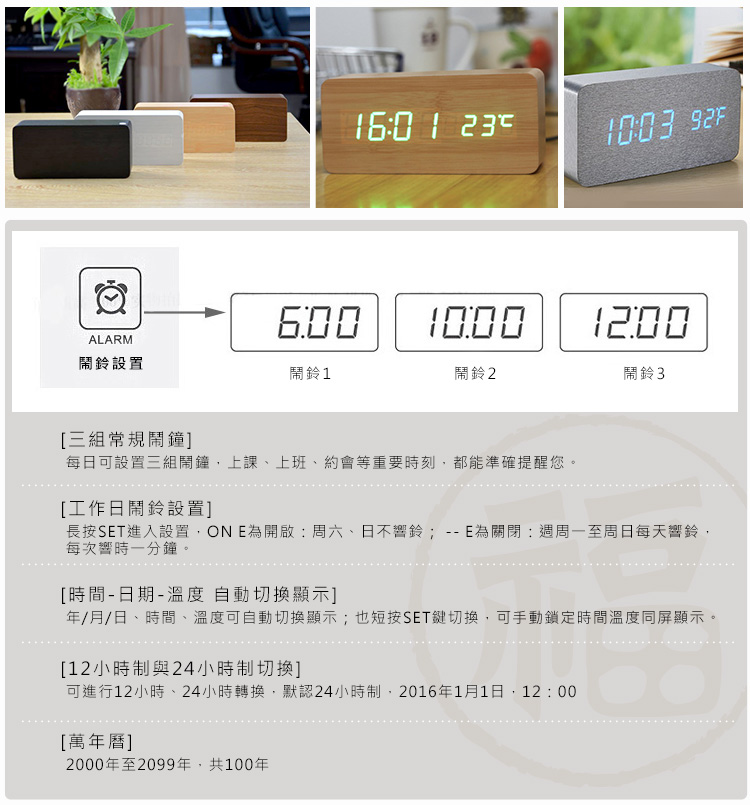 16:01 23℃
10:03 92°F
6:00
10:00
12:00
ALARM
鬧鈴設置
鬧鈴1
鬧鈴2
鬧鈴3
[三組常規鬧鐘]
每日可設置三組鬧鐘，上課、上班、約會等重要時刻，都能準確提醒您。
[工作日鬧鈴設置]
長按SET進入設置，ON E為開啟：周六、日不響鈴； -- E為關閉：週周一至周日每天響鈴，
每次響時一分鐘。
[時間-日期-溫度 自動切換顯示]
年/月/日、時間、溫度可自動切換顯示；也短按SET鍵切換，可手動鎖定時間溫度同屏顯示。
[12小時制與24小時制切換]
可進行12小時、24小時轉換，默認24小時制，2016年1月1日，12：00
[萬年曆]
2000年至2099年，共100年
福